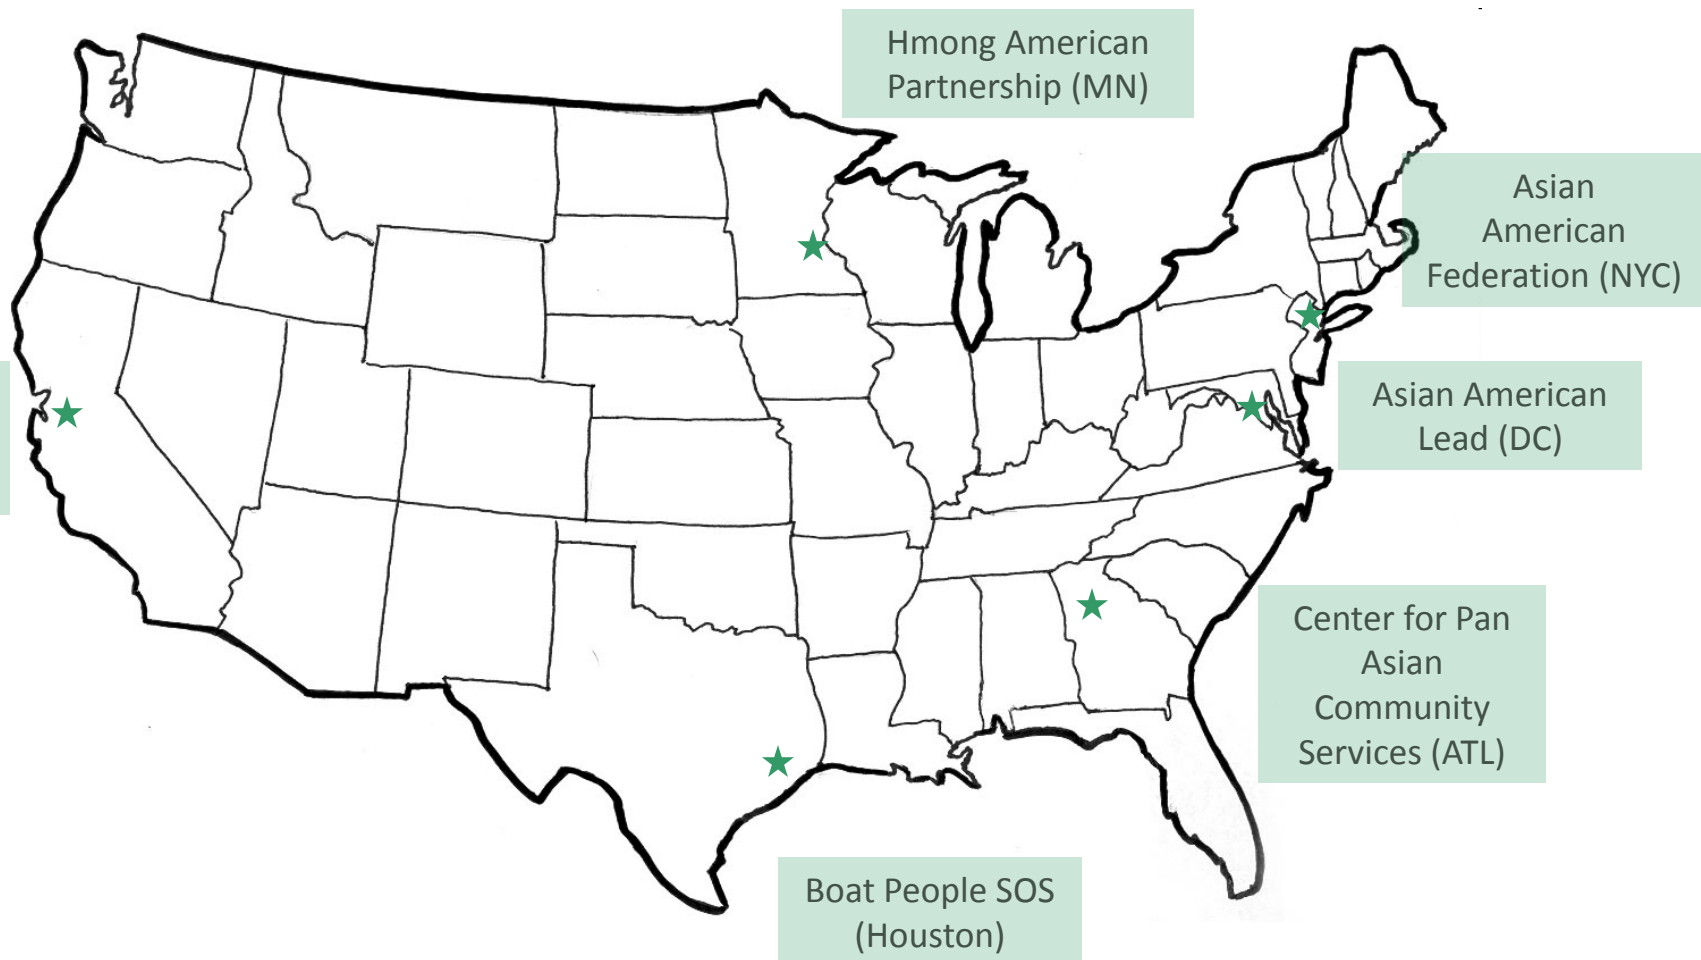 Hmong American
Partnership (MN)
Asian
American
Federation (NYC)
Asian American
Lead (DC)
Center for Pan
Asian
Community
Services (ATL)
Boat People SOS
(Houston)